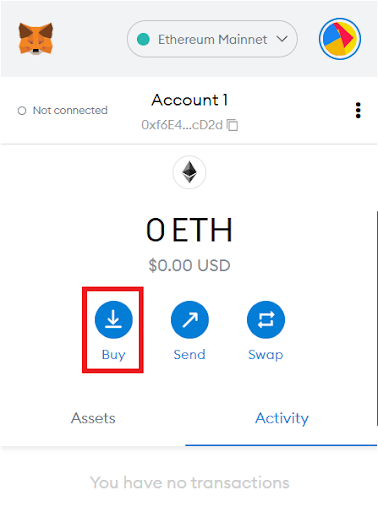 Ethereum Mainnet
Not connected
Account 1
0xf6E4...cD2d
0 ETH
$0.00 USD
Buy
Send
Swap
Assets
Activity
You have no transactions